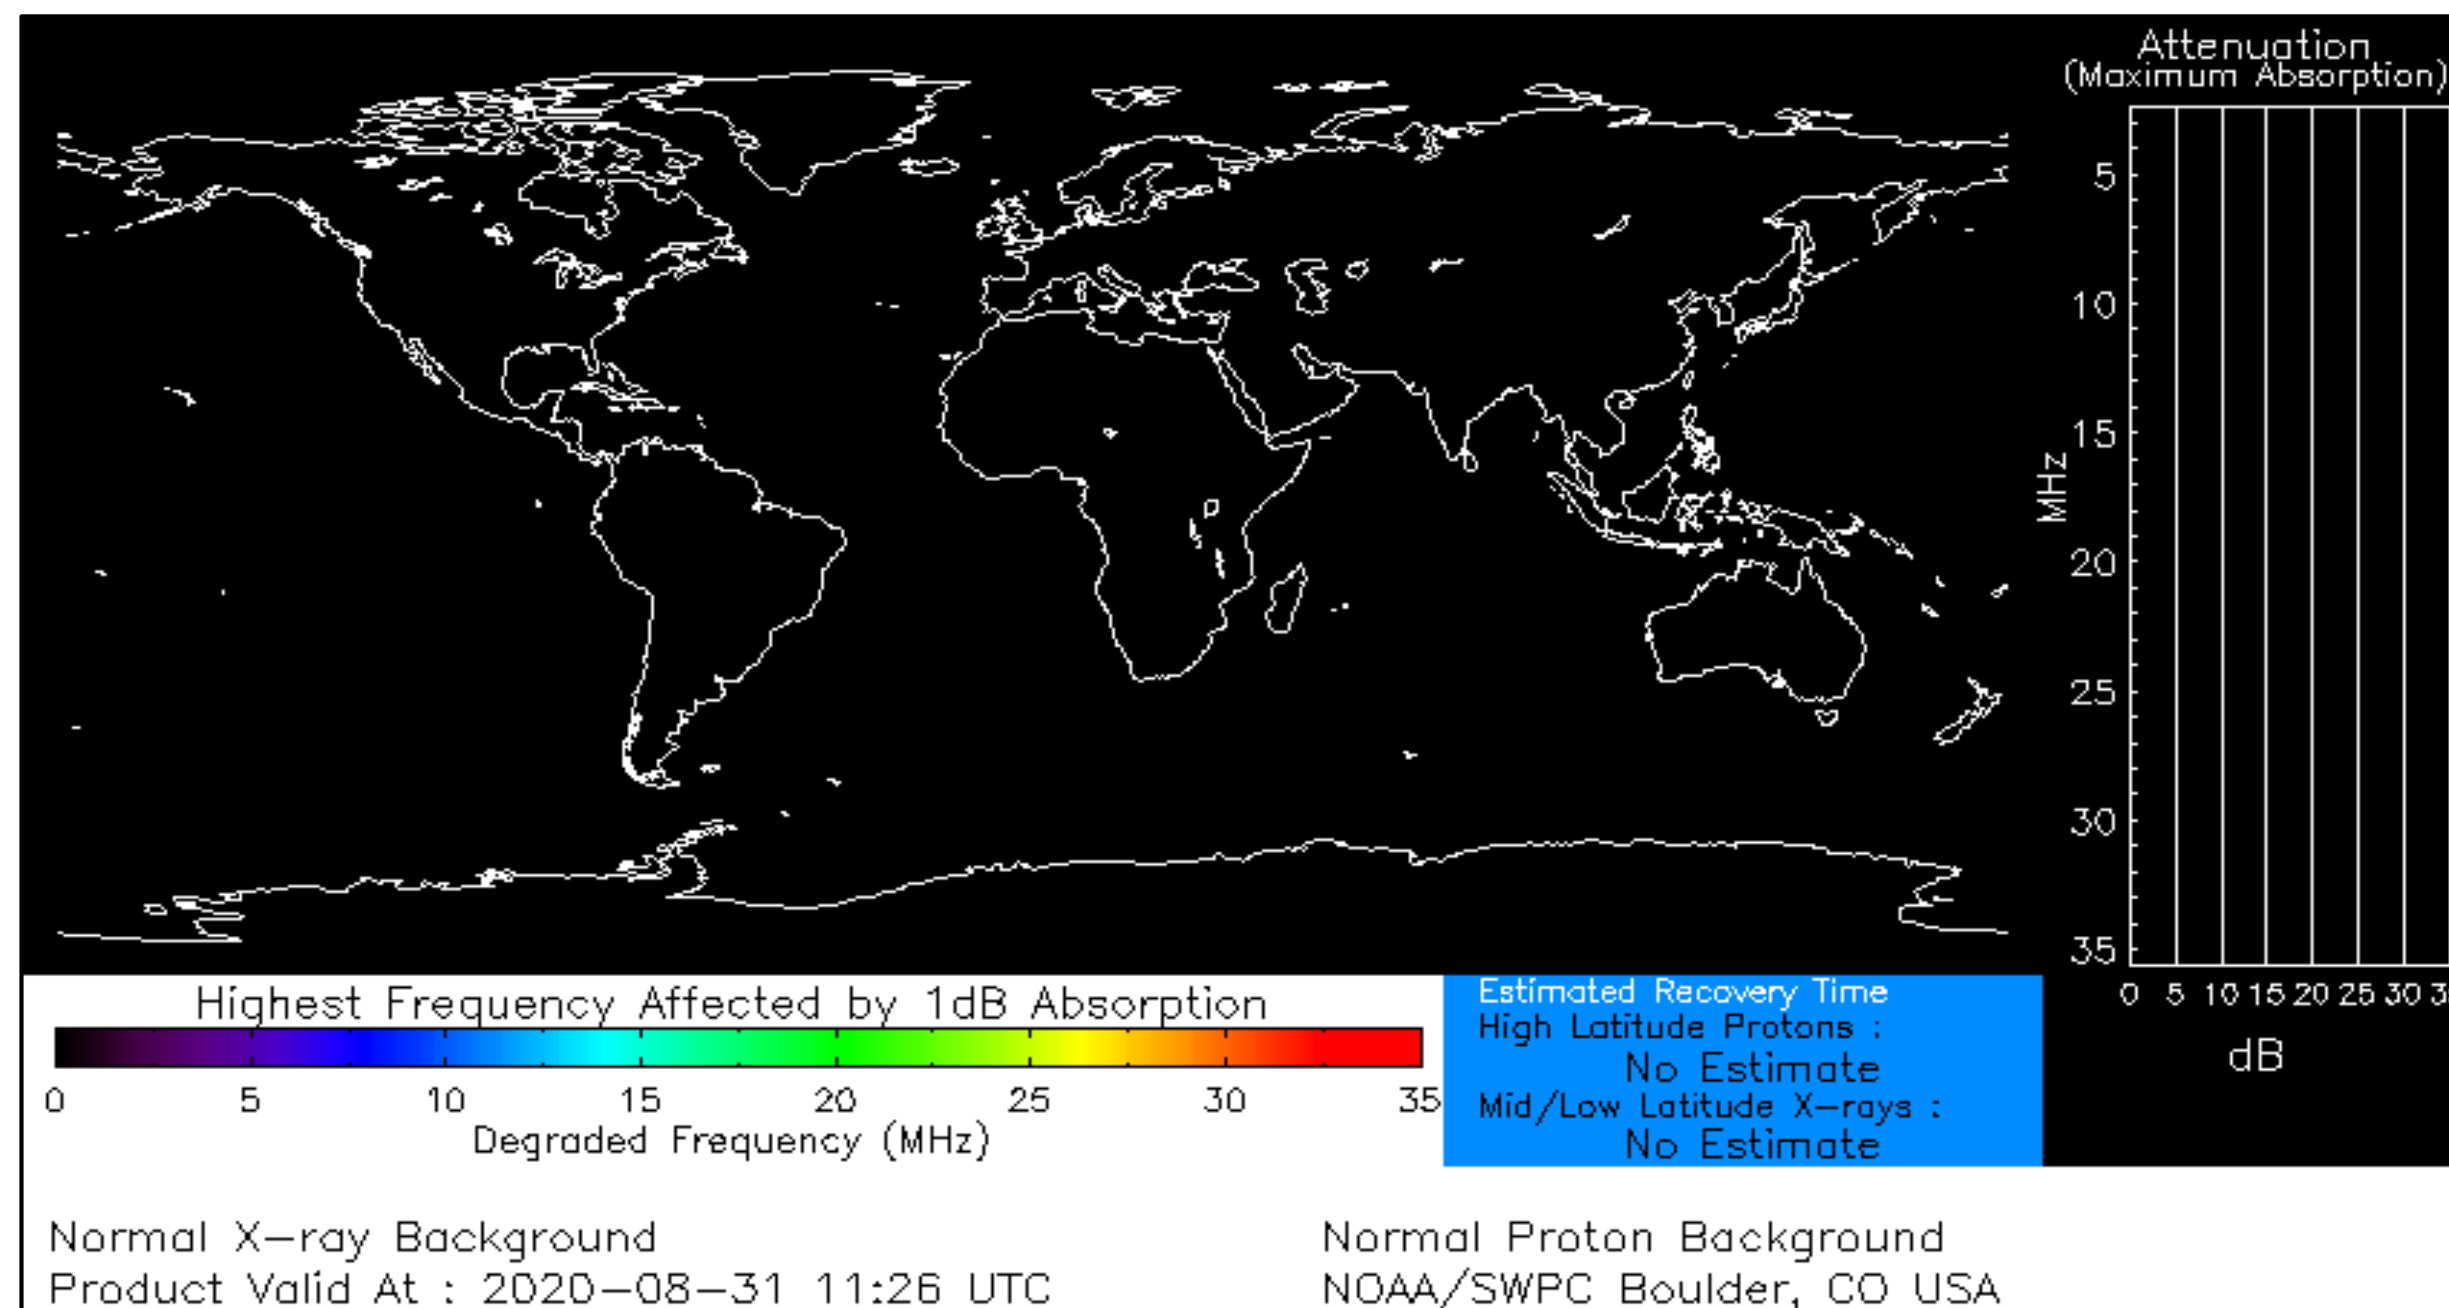 Attenuation
(Maximum Absorption)
5
10
15
20
25
30
35
MHz
0 5 10 15 20 25 30
dB
Highest Frequency Affected by 1dB Absorption
0 5 10 15 20 25 30 35
Degraded Frequency (MHz)
Estimated Recovery Time
High Latitude Protons :
No Estimate
Mid/Low Latitude X-rays :
No Estimate
Normal X-ray Background
Normal Proton Background
Product Valid At : 2020-08-31 11:26 UTC
NOAA/SWPC Boulder, CO USA